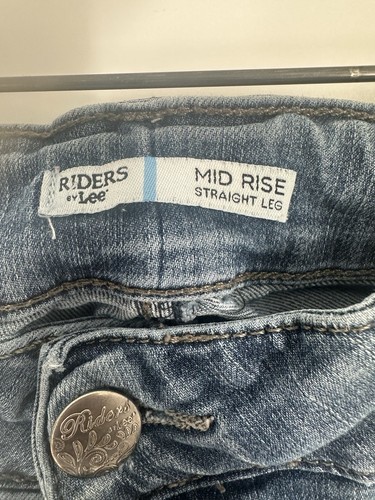 RIDERS
BY Lee
MID RISE
STRAIGHT LEG
Riders